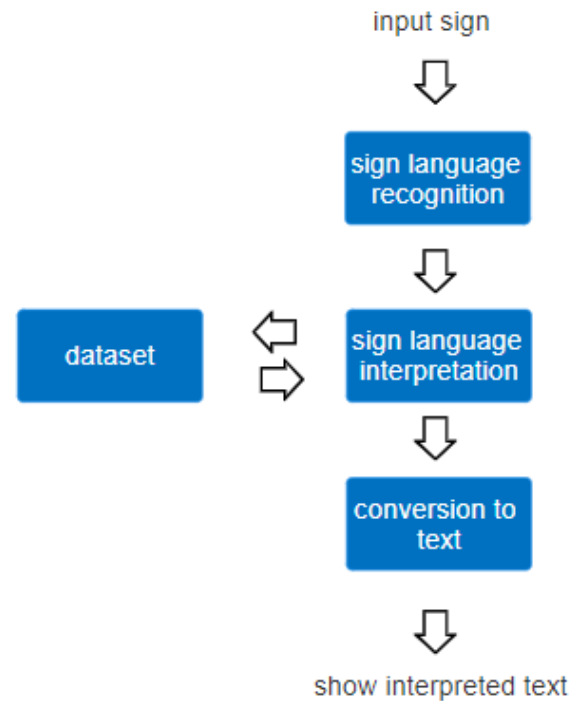 input sign
sign language
recognition
dataset
sign language
interpretation
conversion to
text
show interpreted text